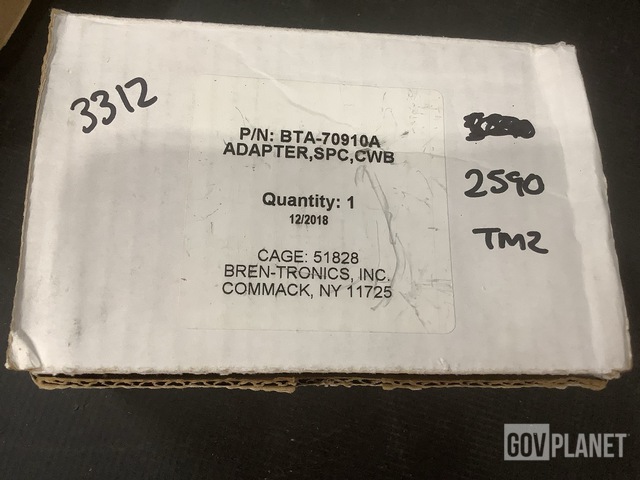 3312
P/N: BTA-70910A
ADAPTER,SPC,CWB
Quantity: 1
12/2018
CAGE: 51828
BREN-TRONICS, INC.
COMMACK, NY 11725
2590
TM2
GOVPLANET